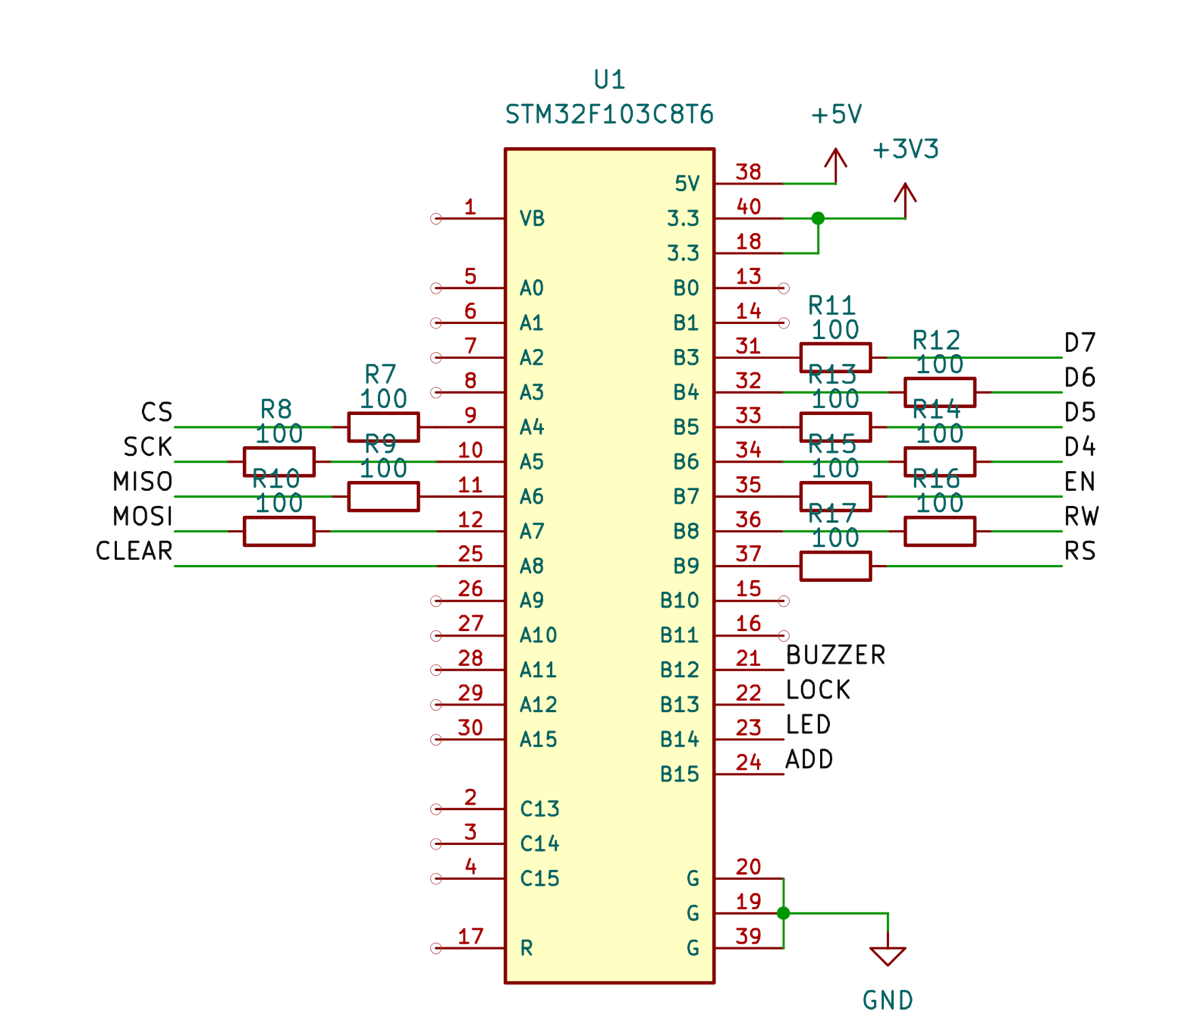 U1
STM32F103C8T6
+5V
+3V3
38 5V
40 3.3
18 3.3
1 VB
5 A0
6 A1
7 A2
8 A3
9 A4
10 A5
11 A6
12 A7
25 A8
26 A9
27 A10
28 A11
29 A12
30 A15
2 C13
3 C14
4 C15
17 R
CS
SCK
MISO
MOSI
CLEAR
R7
100
R8
100
R9
100
R10
100
B0 13
B1 14
B3 31
B4 32
B5 33
B6 34
B7 35
B8 36
B9 37
B10 15
B11 16
B12 21 BUZZER
B13 22 LOCK
B14 23 LED
B15 24 ADD
G 20
G 19
G 39
R11
100
R12
100
R13
100
R14
100
R15
100
R16
100
R17
100
D7
D6
D5
D4
EN
RW
RS
GND